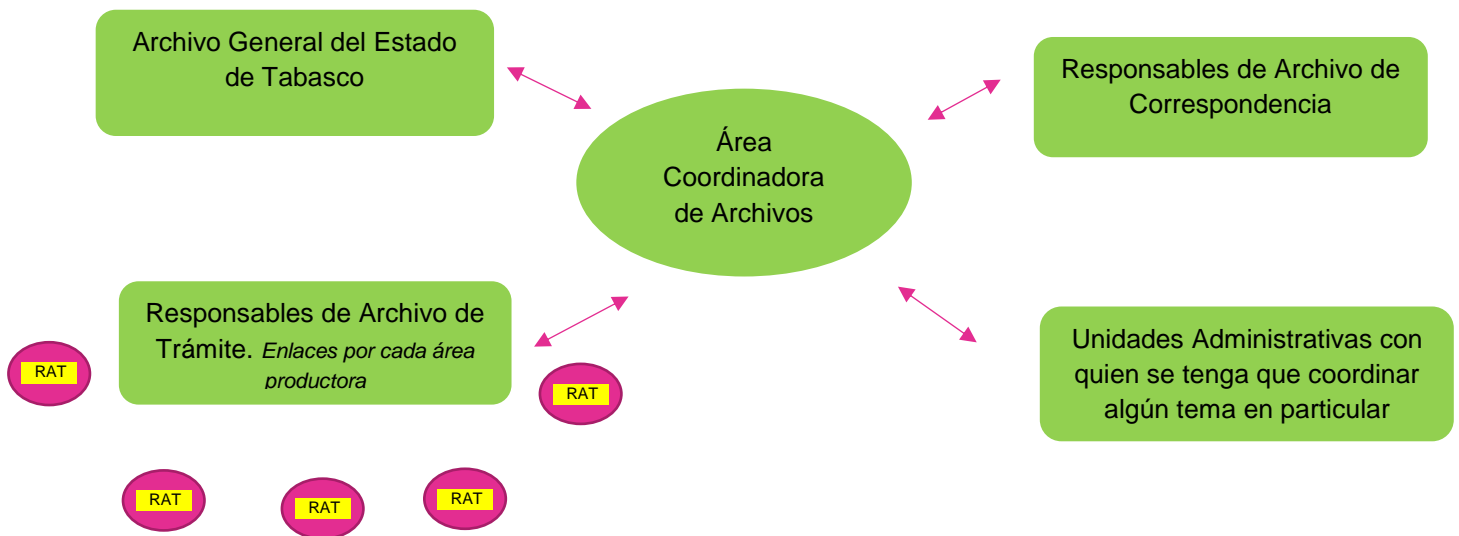 Archivo General del Estado
de Tabasco
Responsables de Archivo de
Correspondencia
Área
Coordinadora
de Archivos
Responsables de Archivo de
Trámite. Enlaces por cada área
productora
Unidades Administrativas con
quien se tenga que coordinar
algún tema en particular
RAT
RAT
RAT
RAT
RAT